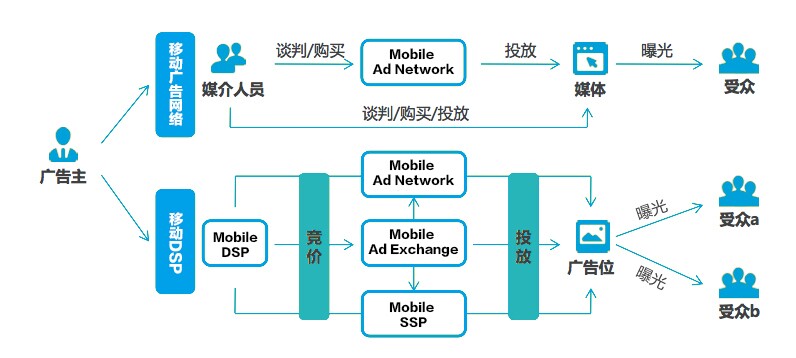 广告主
移动广告网络
媒介人员
谈判/购买
Mobile
Ad Network
投放
媒体
曝光
受众
谈判/购买/投放
移动DSP
Mobile
DSP
竞价
Mobile
Ad Network
Mobile
Ad Exchange
Mobile
SSP
投放
广告位
曝光
受众a
曝光
受众b